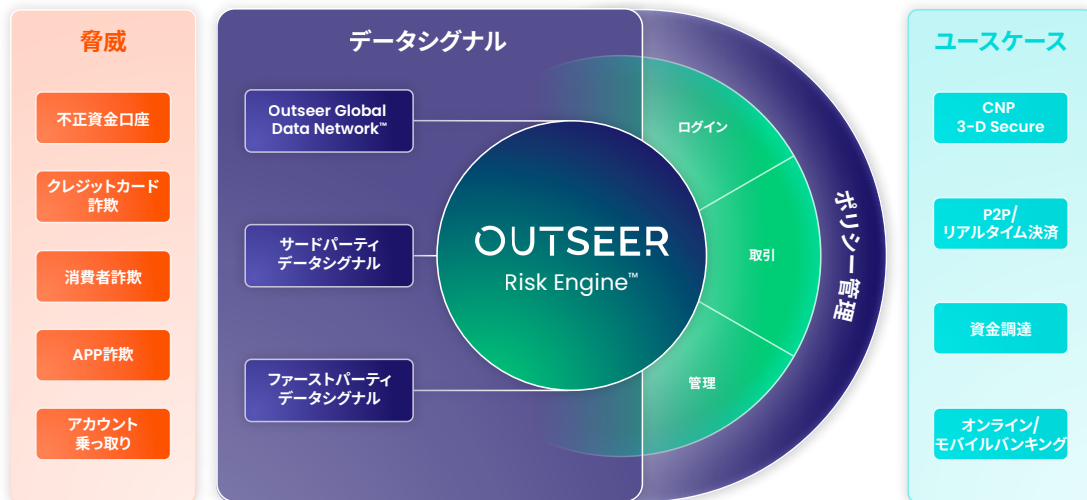 脅威
不正資金口座
クレジットカード
詐欺
消費者詐欺
APP詐欺
アカウント
乗っ取り
データシグナル
Outseer Global
Data Network™
サードパーティ
データシグナル
ファーストパーティ
データシグナル
OUTSEER
Risk Engine™
ログイン
取引
管理
ポリシー管理
ユースケース
CNP
3-D Secure
P2P/
リアルタイム決済
資金調達
オンライン/
モバイルバンキング